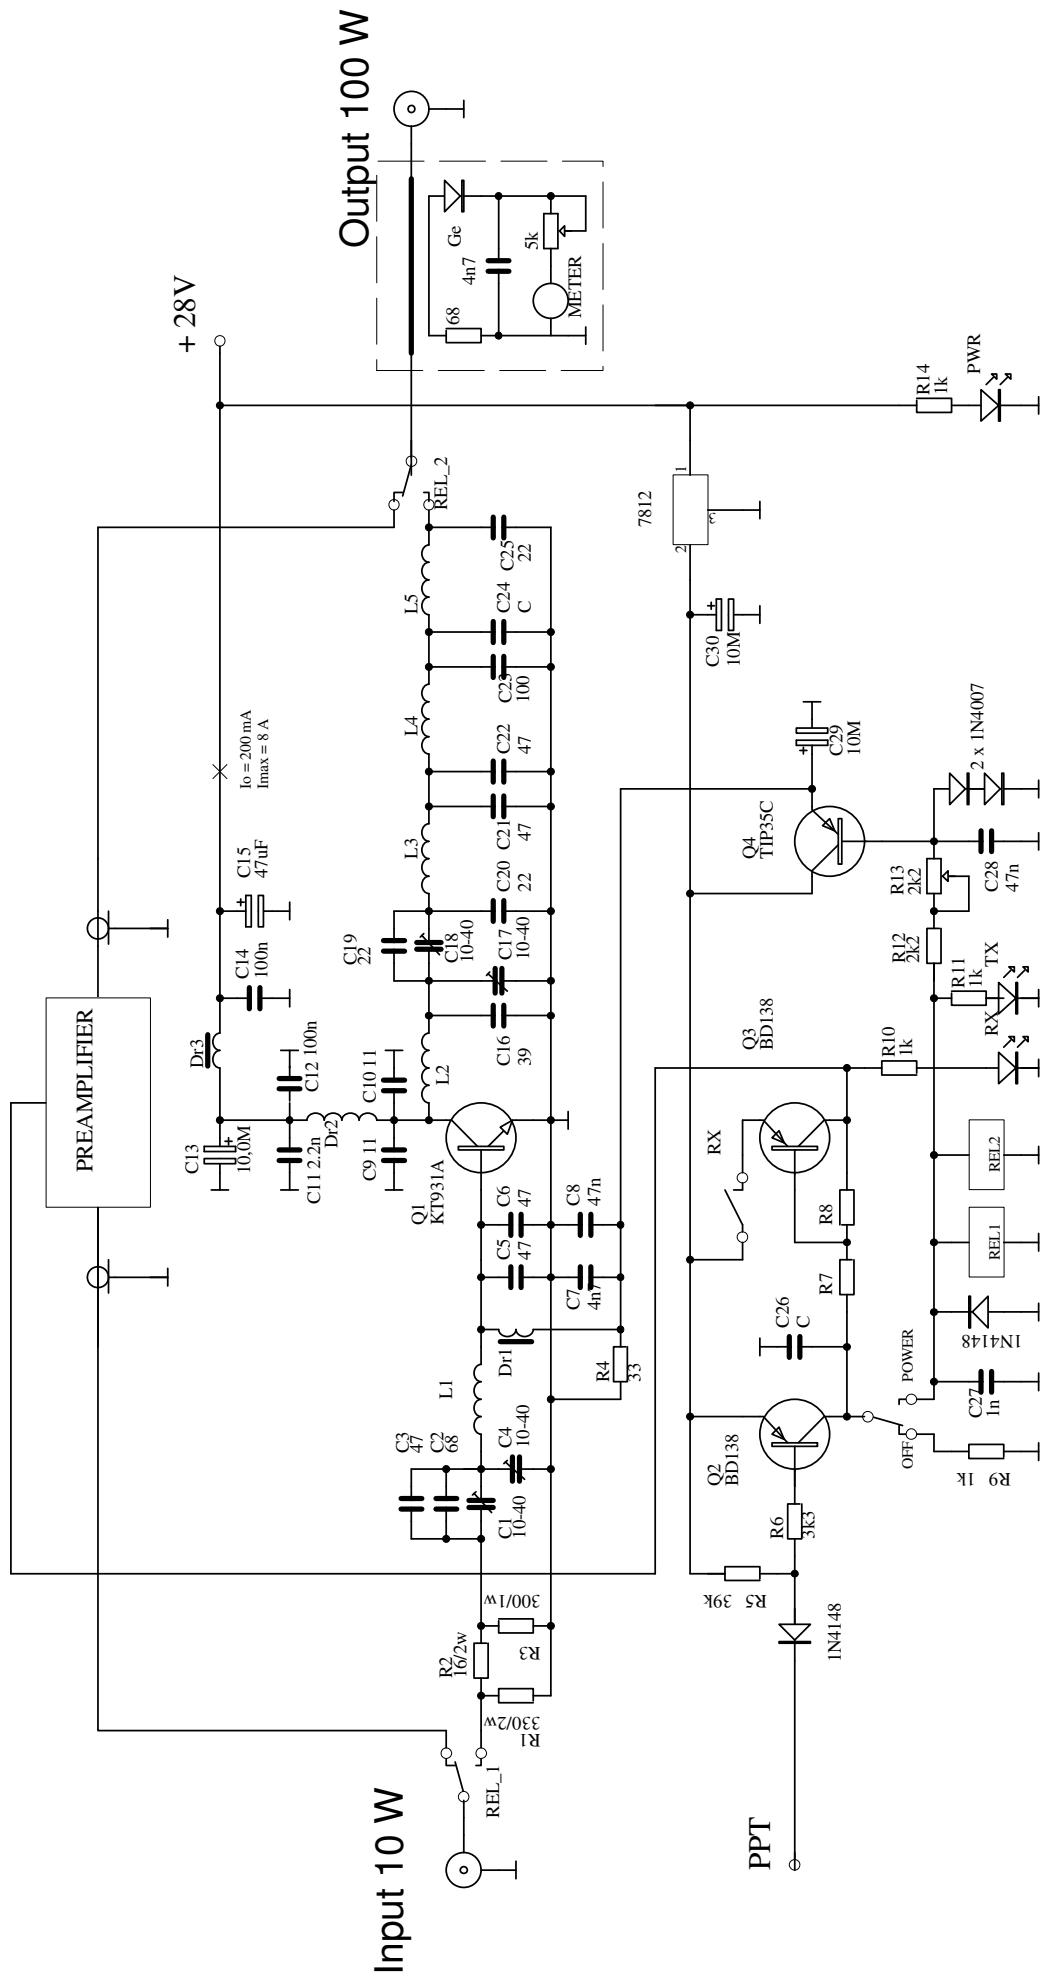 Input 10 W
Output 100 W
+ 28V
PREAMPLIFIER
Dr3
C14
100n
C15
47uF
Io = 200 mA
Imax = 8 A
C13
10,0M
C12 100n
C11 2.2n
Dr2
C10 11
C9 11
L2
Q1
KT931A
REL_1
R1
330/2w
R2
16/2w
R3
300/1w
C3
47
C2
68
C1
10-40
C4
10-40
L1
Dr1
R4
33
C5
47
C6
47
C7
4n7
C8
47n
C16
39
C17
10-40
C18
10-40
C19
22
C20
22
L3
C21
47
C22
47
L4
C23
100
C24
C
L5
C25
22
REL_2
68
4n7
Ge
5k
METER
7812
1
2
3
C30
10M
R14
1k
PWR
PPT
1N4148
R5 39k
R6
3k3
Q2
BD138
C26
C
R7
R8
RX
Q3
BD138
R10
1k
RX
R11
1k
TX
R12
2k2
R13
2k2
Q4
TIP35C
C29
10M
C28
47n
2 x 1N4007
OFF
POWER
R9 1k
C27
1n
1N4148
REL1
REL2